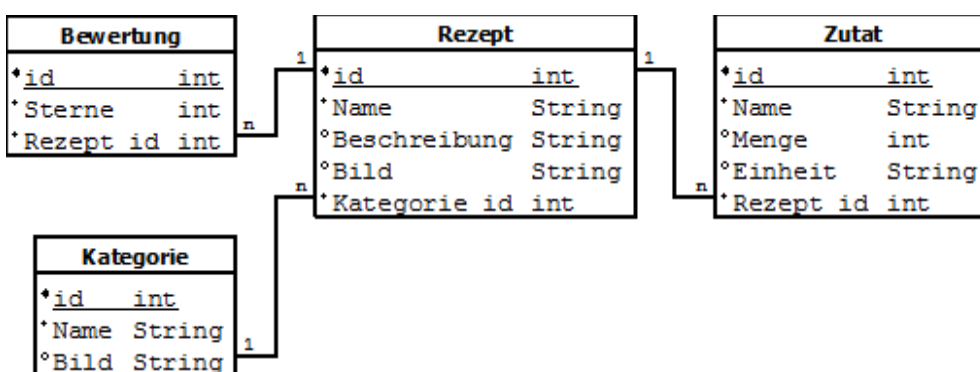 Bewertung
id int
Sterne int
Rezept id int
n
1
Rezept
id int
Name String
Beschreibung String
Bild String
Kategorie id int
n
1
Zutat
id int
Name String
Menge int
Einheit String
Rezept id int
n
Kategorie
id int
Name String
Bild String
1